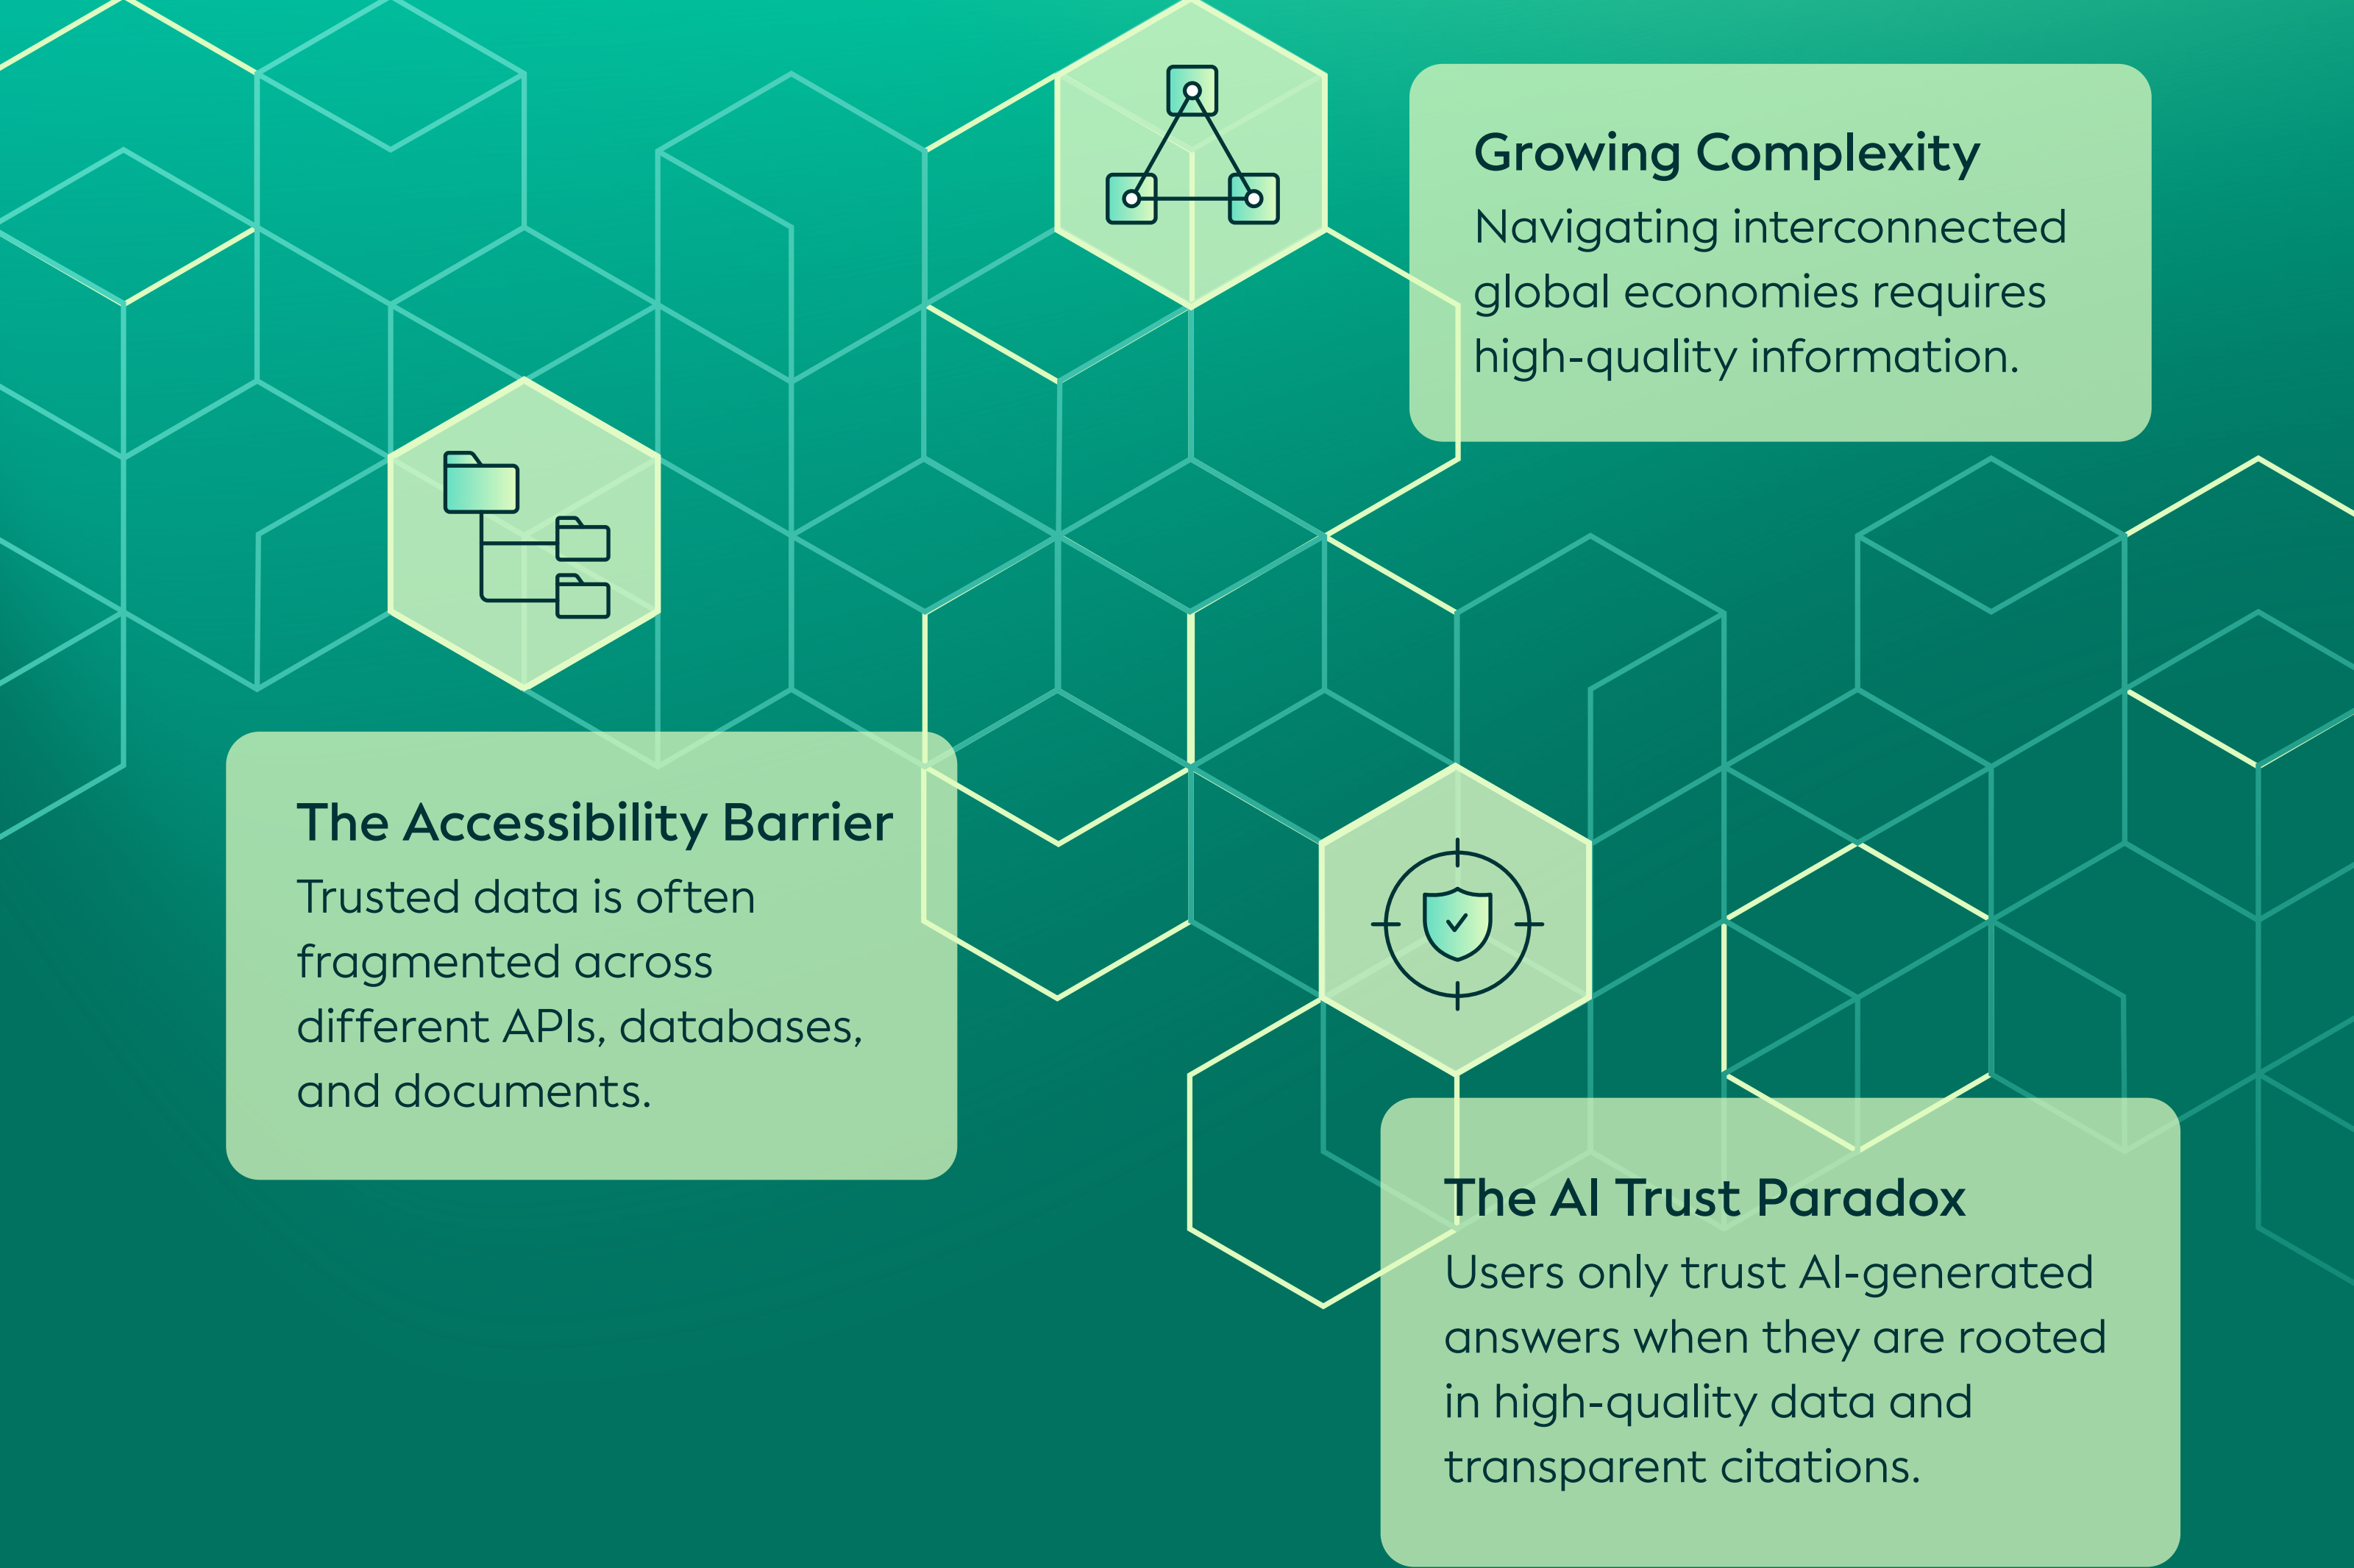 Growing Complexity
Navigating interconnected
global economies requires
high-quality information.
The Accessibility Barrier
Trusted data is often
fragmented across
different APIs, databases,
and documents.
The AI Trust Paradox
Users only trust AI-generated
answers when they are rooted
in high-quality data and
transparent citations.